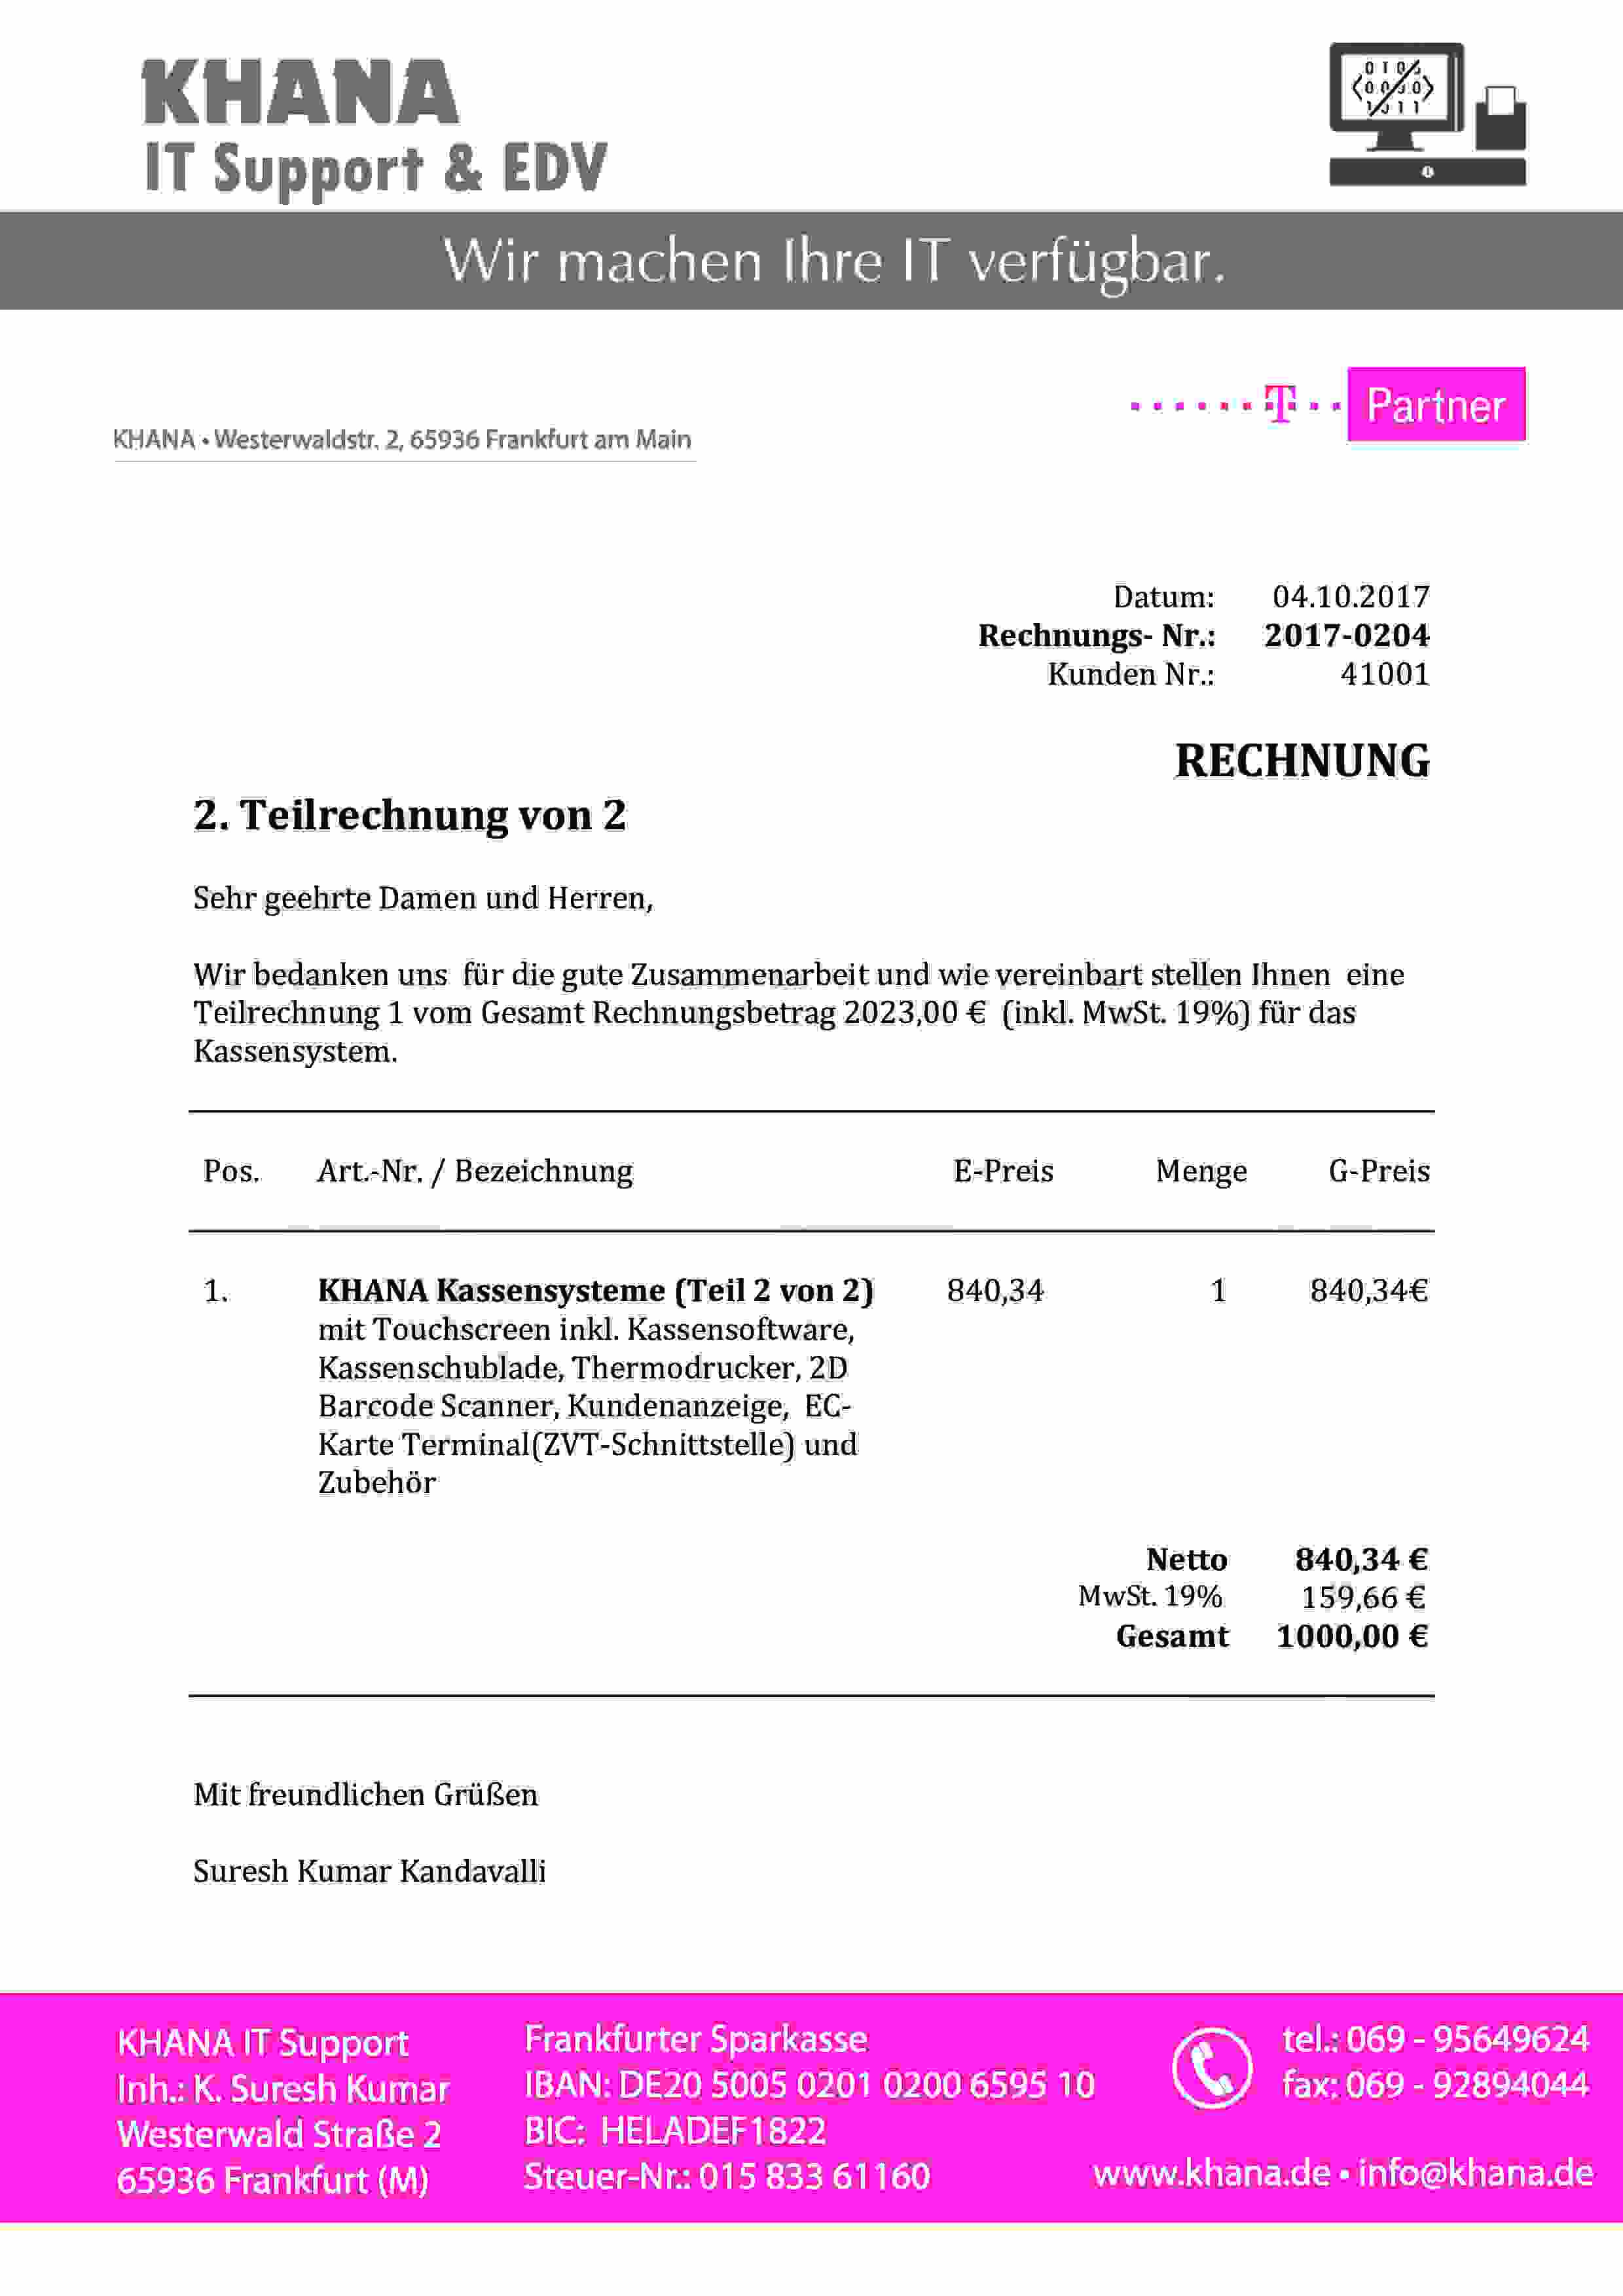 KHANA
IT Support & EDV
Wir machen Ihre IT verfügbar.
T Partner
KHANA • Westerwaldstr. 2, 65936 Frankfurt am Main
Datum: 04.10.2017
Rechnungs- Nr.: 2017-0204
Kunden Nr.: 41001
RECHNUNG
2. Teilrechnung von 2
Sehr geehrte Damen und Herren,
Wir bedanken uns für die gute Zusammenarbeit und wie vereinbart stellen Ihnen eine
Teilrechnung 1 vom Gesamt Rechnungsbetrag 2023,00 € (inkl. MwSt. 19%) für das
Kassensystem.
Pos. Art.-Nr. / Bezeichnung E-Preis Menge G-Preis
1. KHANA Kassensysteme (Teil 2 von 2) 840,34 1 840,34€
mit Touchscreen inkl. Kassensoftware,
Kassenschublade, Thermodrucker, 2D
Barcode Scanner, Kundenanzeige, EC-
Karte Terminal(ZVT-Schnittstelle) und
Zubehör
Netto 840,34 €
MwSt. 19% 159,66 €
Gesamt 1000,00 €
Mit freundlichen Grüßen
Suresh Kumar Kandavalli
KHANA IT Support
Inh.: K. Suresh Kumar
Westerwald Straße 2
65936 Frankfurt (M)
Frankfurter Sparkasse
IBAN: DE20 5005 0201 0200 6595 10
BIC: HELADEF1822
Steuer-Nr.: 015 833 61160
tel.: 069 - 95649624
fax: 069 - 92894044
www.khana.de • info@khana.de